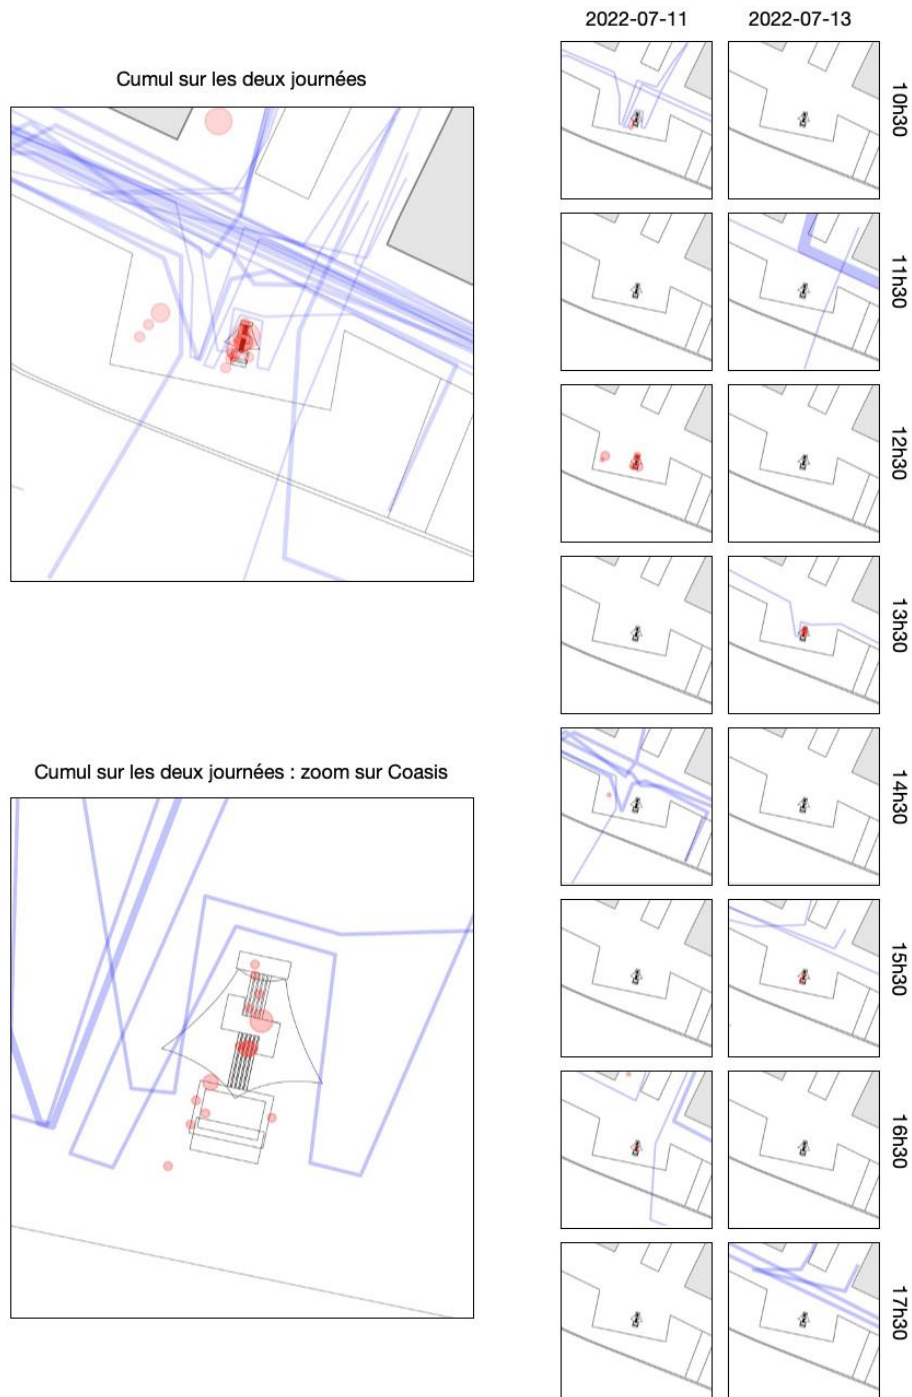 2022-07-11 2022-07-13
Cumul sur les deux journées
10h30
11h30
12h30
13h30
14h30
Cumul sur les deux journées : zoom sur Coasis
15h30
16h30
17h30